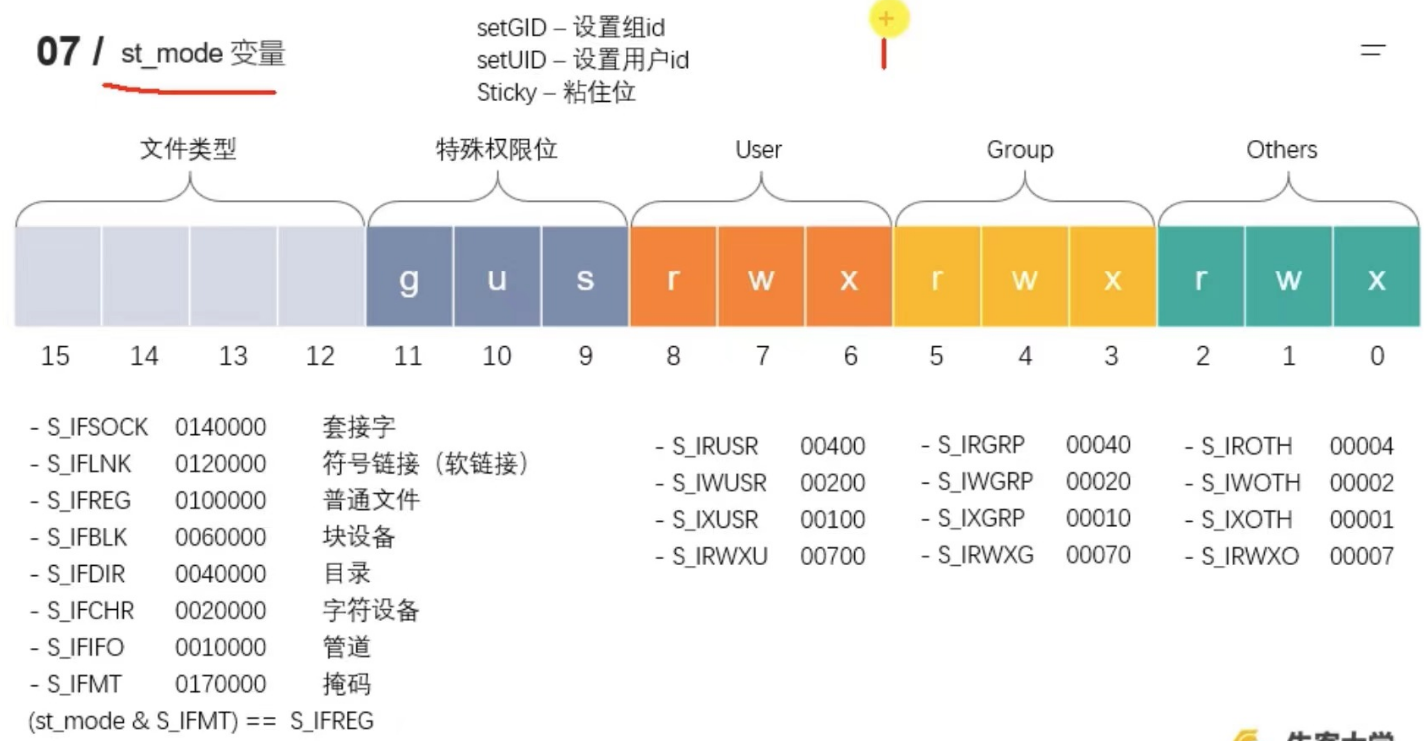 07 / st_mode 变量
setGID – 设置组id
setUID – 设置用户id
Sticky – 粘住位
文件类型 特殊权限位 User Group Others
g u s r w x r w x r w x
15 14 13 12 11 10 9 8 7 6 5 4 3 2 1 0
- S_IFSOCK 0140000 套接字
- S_IFLNK 0120000 符号链接（软链接）
- S_IFREG 0100000 普通文件
- S_IFBLK 0060000 块设备
- S_IFDIR 0040000 目录
- S_IFCHR 0020000 字符设备
- S_IFIFO 0010000 管道
- S_IFMT 0170000 掩码
(st_mode & S_IFMT) == S_IFREG
- S_IRUSR 00400
- S_IWUSR 00200
- S_IXUSR 00100
- S_IRWXU 00700
- S_IRGRP 00040
- S_IWGRP 00020
- S_IXGRP 00010
- S_IRWXG 00070
- S_IROTH 00004
- S_IWOTH 00002
- S_IXOTH 00001
- S_IRWXO 00007